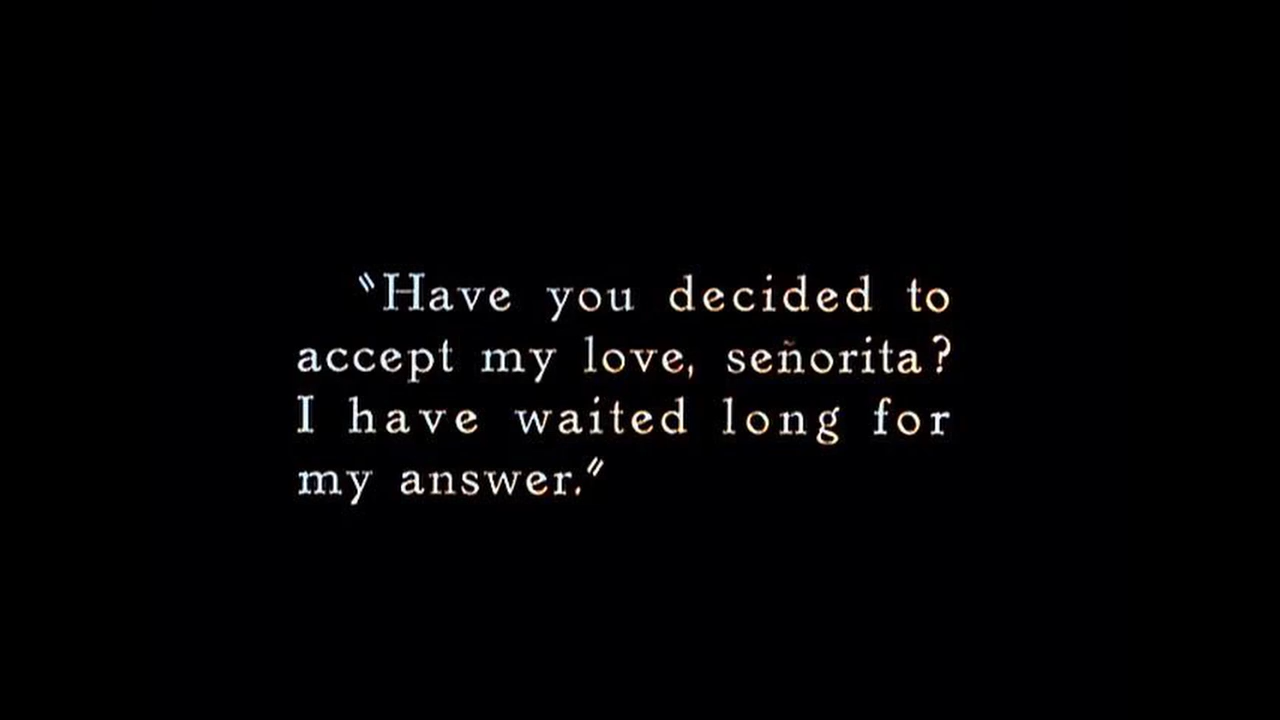 "Have you decided to
accept my love, señorita?
I have waited long for
my answer."